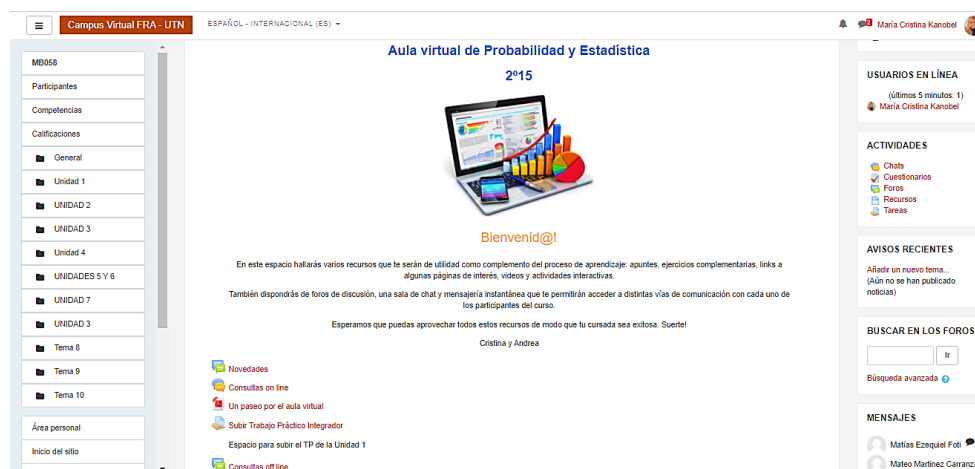 Campus Virtual FRA - UTN
ESPAÑOL - INTERNACIONAL (ES)
2
María Cristina Kanobel
MB058
Participantes
Competencias
Calificaciones
General
Unidad 1
UNIDAD 2
UNIDAD 3
Unidad 4
UNIDADES 5 Y 6
UNIDAD 7
UNIDAD 3
Tema 8
Tema 9
Tema 10
Área personal
Inicio del sitio
Aula virtual de Probabilidad y Estadística
2º15
Bienvenid@!
En este espacio hallarás varios recursos que te serán de utilidad como complemento del proceso de aprendizaje: apuntes, ejercicios complementarias, links a
algunas páginas de interés, videos y actividades interactivas.
También dispondrás de foros de discusión, una sala de chat y mensajería instantánea que te permitirán acceder a distintas vías de comunicación con cada uno de
los participantes del curso.
Esperamos que puedas aprovechar todos estos recursos de modo que tu cursada sea exitosa. Suerte!
Cristina y Andrea
Novedades
Consultas on line
Un paseo por el aula virtual
Subir Trabajo Práctico Integrador
Espacio para subir el TP de la Unidad 1
Consultas off line
USUARIOS EN LÍNEA
(últimos 5 minutos: 1)
María Cristina Kanobel
ACTIVIDADES
Chats
Cuestionarios
Foros
Recursos
Tareas
AVISOS RECIENTES
Añadir un nuevo tema...
(Aún no se han publicado
noticias)
BUSCAR EN LOS FOROS
Ir
Búsqueda avanzada
MENSAJES
Matías Ezequiel Foti
Mateo Martinez Carranz